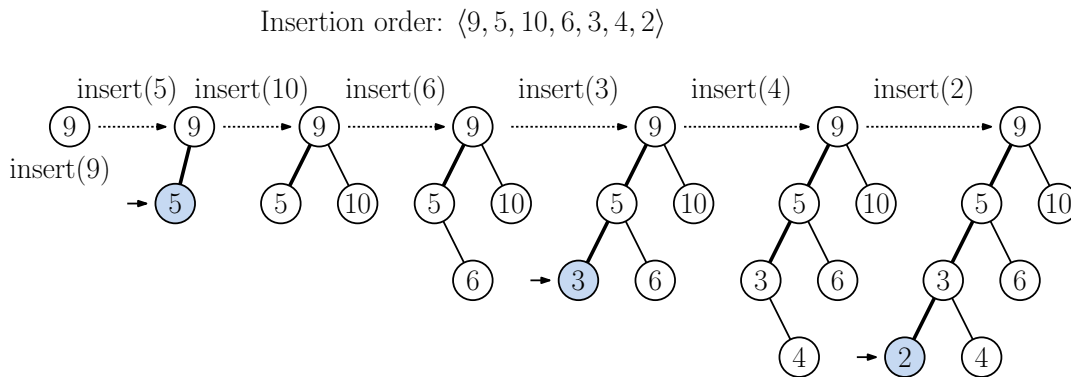 Insertion order: ⟨9, 5, 10, 6, 3, 4, 2⟩
insert(5) insert(10) insert(6) insert(3) insert(4) insert(2)
9 9 9 9 9 9 9
insert(9)
5 5 10 5 10 5 10 5 10 5 10
6 3 6 3 6 3 6
4 2 4